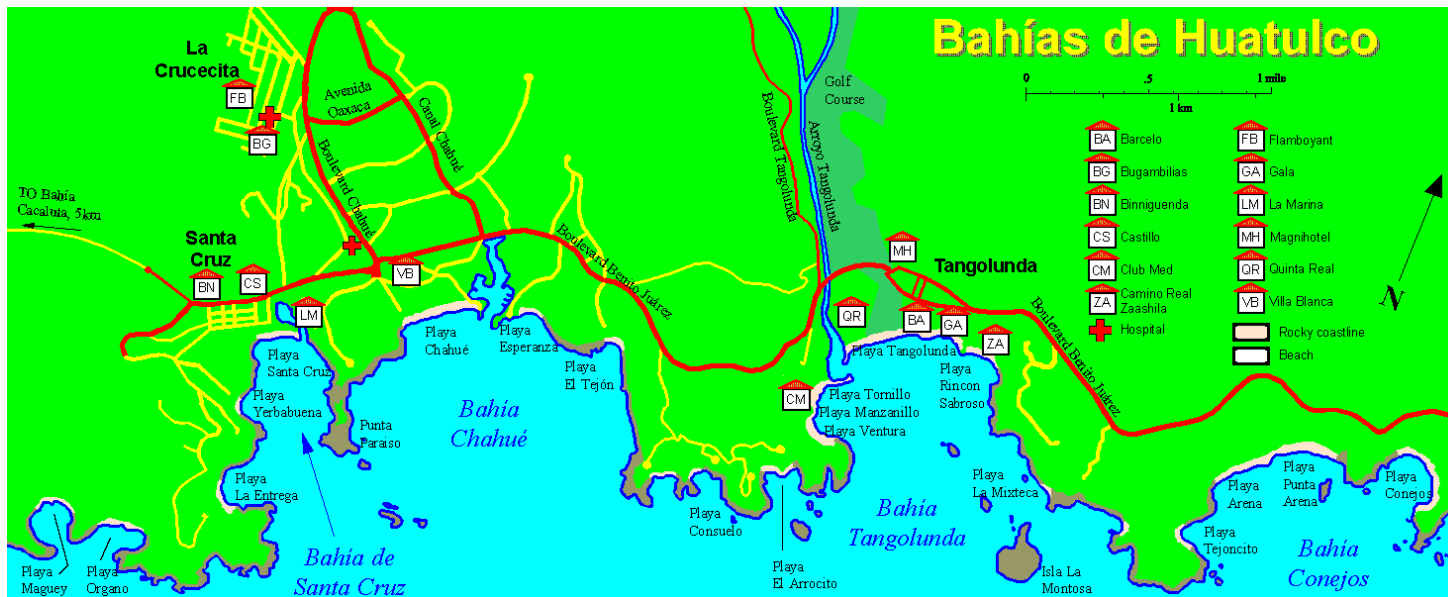 Bahías de Huatulco
0
.5
1 mile
1 km
La
Crucecita
FB
BG
Avenida
Oaxaca
Canal Chahué
Boulevard Chahué
TO Bahía
Cacaluta, 5km
Santa
Cruz
BN
CS
LM
VB
Boulevard Benito Juárez
Boulevard Tangolunda
Arroyo Tangolunda
Golf
Course
MH
Tangolunda
QR
BA
GA
ZA
CM
Boulevard Benito Juárez
BA Barcelo
BG Bugambilias
BN Binniguenda
CS Castillo
CM Club Med
ZA Camino Real
Zaashila
Hospital
FB Flamboyant
GA Gala
LM La Marina
MH Magnihotel
QR Quinta Real
VB Villa Blanca
Rocky coastline
Beach
N
Playa
Santa Cruz
Playa
Yerbabuena
Punta
Paraiso
Playa
La Entrega
Playa
Maguey
Playa
Organo
Bahía de
Santa Cruz
Playa
Chahué
Playa
Esperanza
Playa
El Tejón
Bahía
Chahué
Playa
Consuelo
Playa
El Arrocito
Playa Tangolunda
Playa Tornillo
Playa Manzanillo
Playa Ventura
Playa
Rincon
Sabroso
Playa
La Mixteca
Bahía
Tangolunda
Isla La
Montosa
Playa
Tejoncito
Playa
Arena
Playa
Punta
Arena
Playa
Conejos
Bahía
Conejos